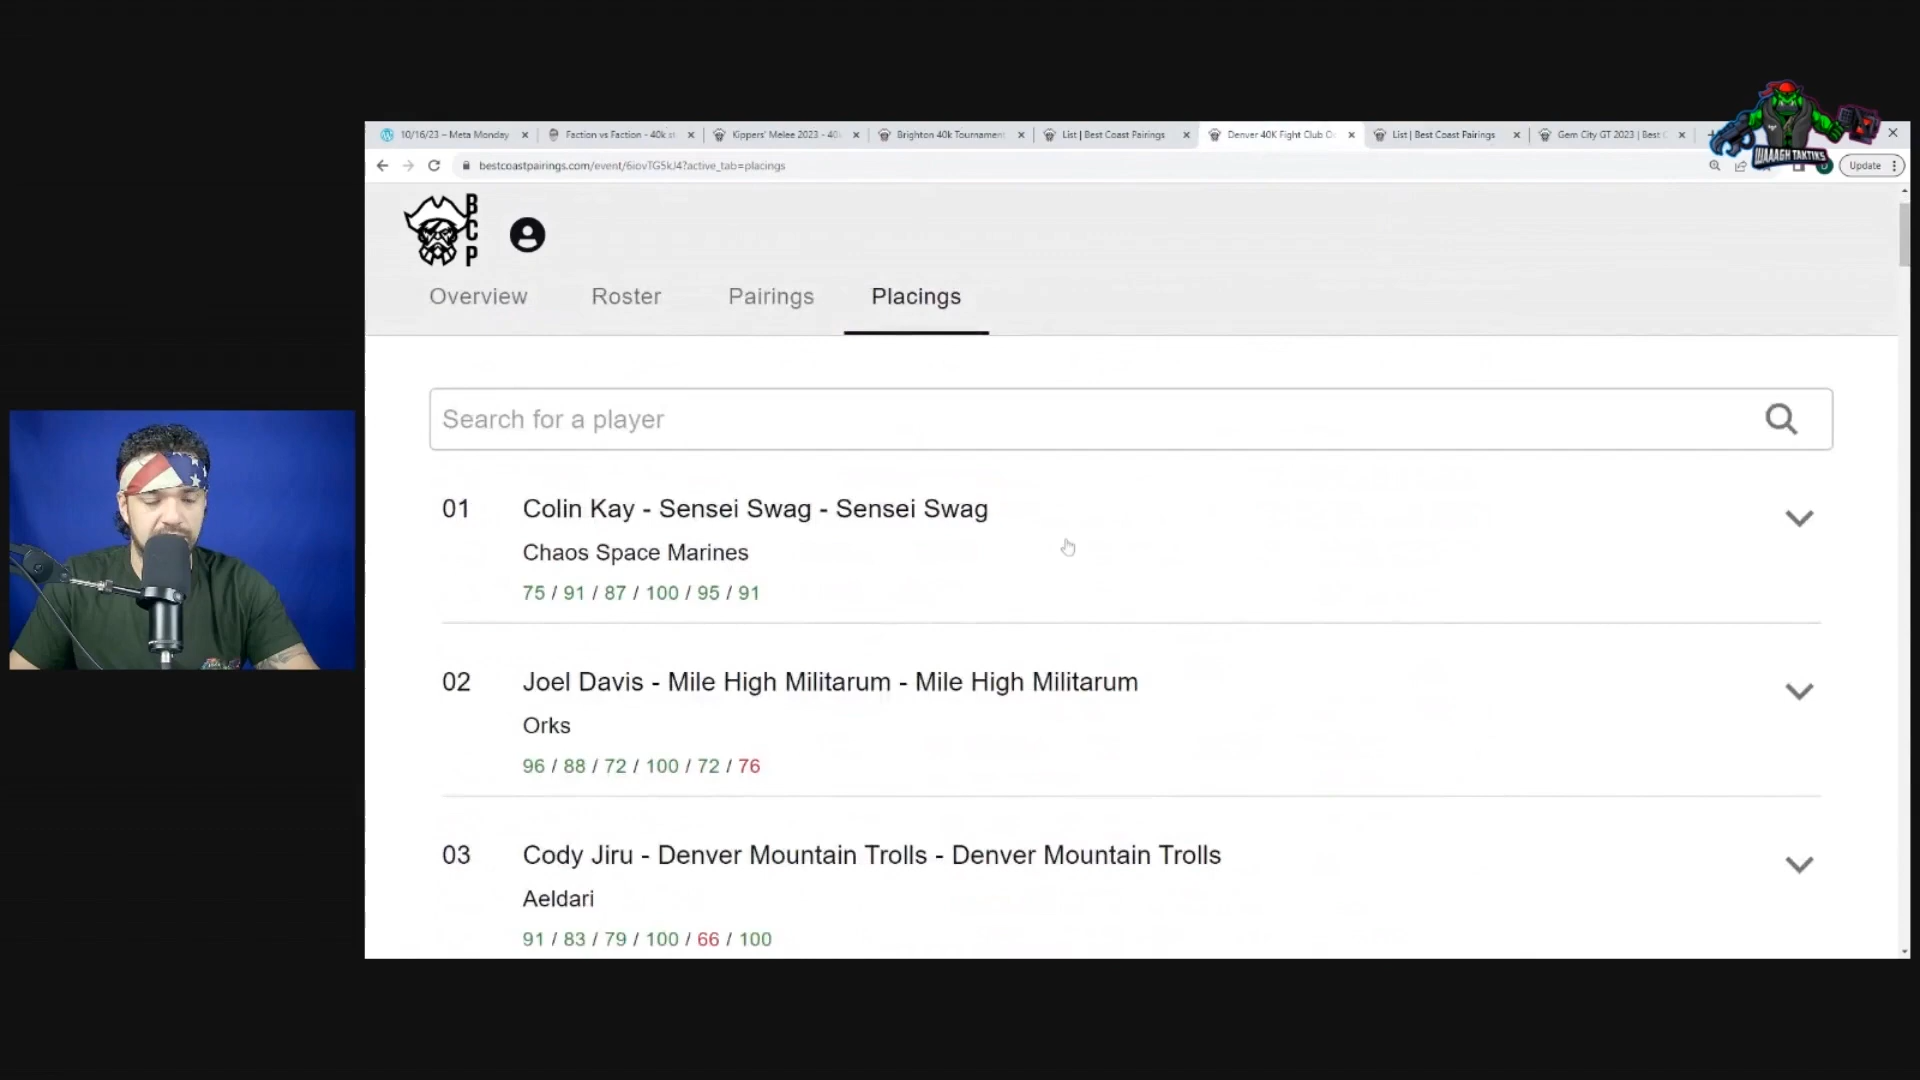 10/16/23 – Meta Monday
Faction vs Faction - 40k st
Kippers' Melee 2023 - 40k
Brighton 40k Tournament
List | Best Coast Pairings
Denver 40K Fight Club O
List | Best Coast Pairings
Gem City GT 2023 | Best C
WAAAGH TAKTIKS
bestcoastpairings.com/event/6iovTG5kJ4?active_tab=placings
Update
BCP
Overview
Roster
Pairings
Placings
Search for a player
01
Colin Kay - Sensei Swag - Sensei Swag
Chaos Space Marines
75 / 91 / 87 / 100 / 95 / 91
02
Joel Davis - Mile High Militarum - Mile High Militarum
Orks
96 / 88 / 72 / 100 / 72 / 76
03
Cody Jiru - Denver Mountain Trolls - Denver Mountain Trolls
Aeldari
91 / 83 / 79 / 100 / 66 / 100